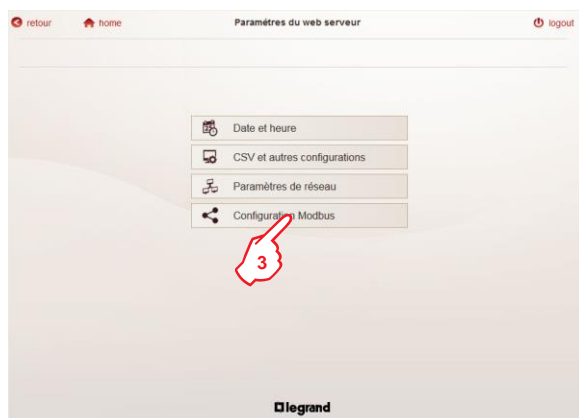 retour home Paramétres du web serveur logout
Date et heure
CSV et autres configurations
Paramètres de réseau
Configuration Modbus
3
legrand